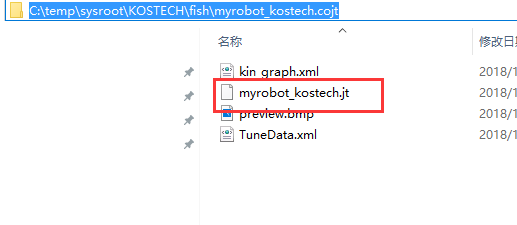 C:\temp\sysroot\KOSTECH\fish\myrobot_kostech.cojt
名称
修改日期
kin_graph.xml
2018/1
myrobot_kostech.jt
2018/1
preview.bmp
2018/1
TuneData.xml
2018/1